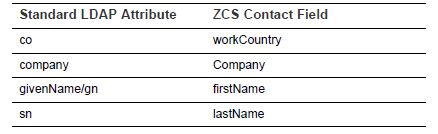 Standard LDAP Attribute ZCS Contact Field
co workCountry
company Company
givenName/gn firstName
sn lastName